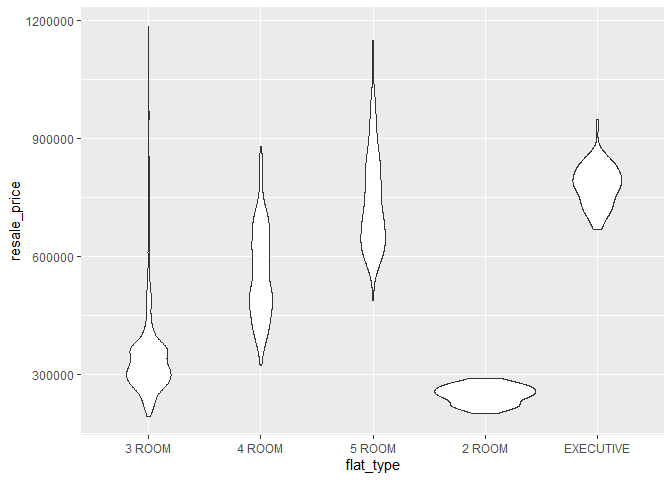 1200000
900000
600000
300000
resale_price
3 ROOM 4 ROOM 5 ROOM 2 ROOM EXECUTIVE
flat_type